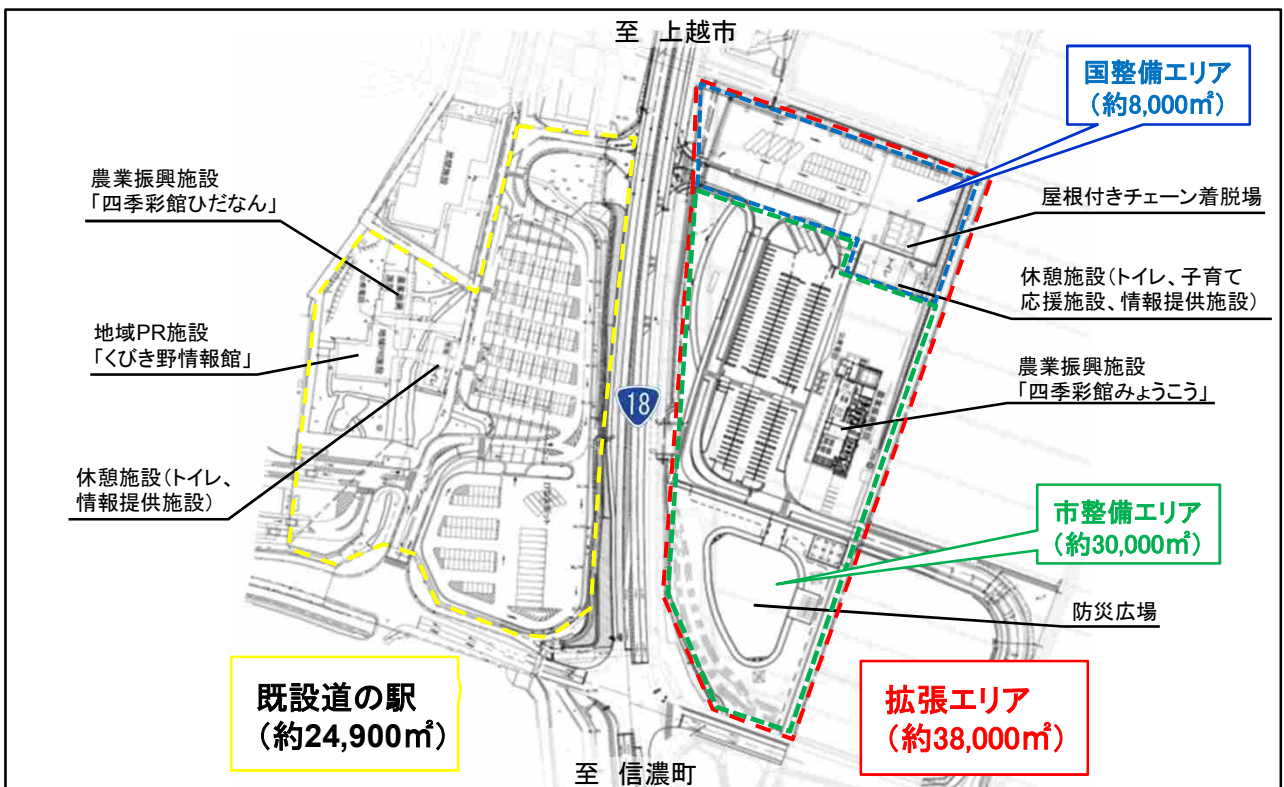 至 上越市
国整備エリア
(約8,000㎡)
農業振興施設
「四季彩館ひだなん」
屋根付きチェーン着脱場
休憩施設(トイレ、子育て
応援施設、情報提供施設)
地域PR施設
「くびき野情報館」
農業振興施設
「四季彩館みょうこう」
18
休憩施設(トイレ、
情報提供施設)
市整備エリア
(約30,000㎡)
防災広場
既設道の駅
(約24,900㎡)
拡張エリア
(約38,000㎡)
至 信濃町